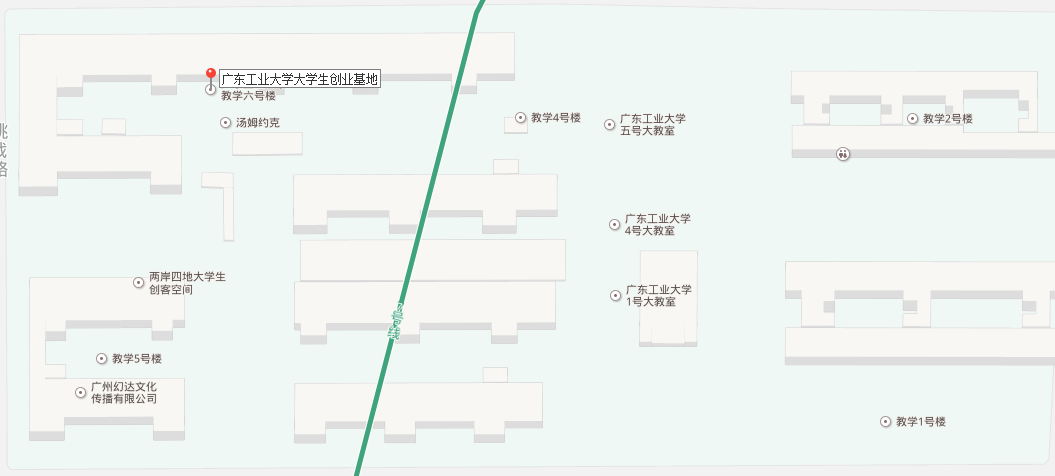 广东工业大学大学生创业基地
教学六号楼
汤姆约克
教学4号楼
广东工业大学
五号大教室
教学2号楼
广东工业大学
4号大教室
两岸四地大学生
创客空间
广东工业大学
1号大教室
教学5号楼
广州幻达文化
传播有限公司
教学1号楼